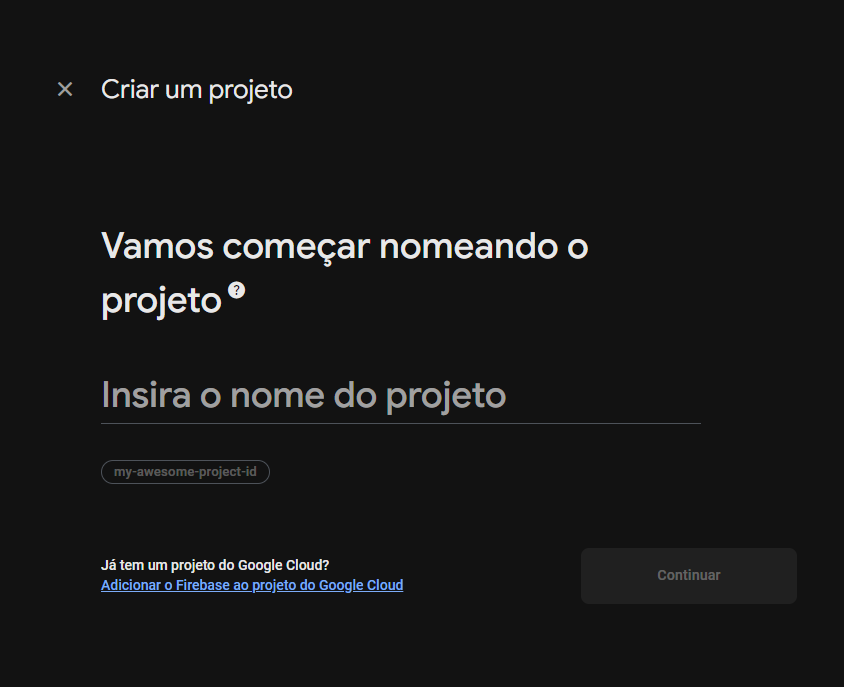 Criar um projeto
Vamos começar nomeando o
projeto ?
Insira o nome do projeto
my-awesome-project-id
Já tem um projeto do Google Cloud?
Adicionar o Firebase ao projeto do Google Cloud
Continuar